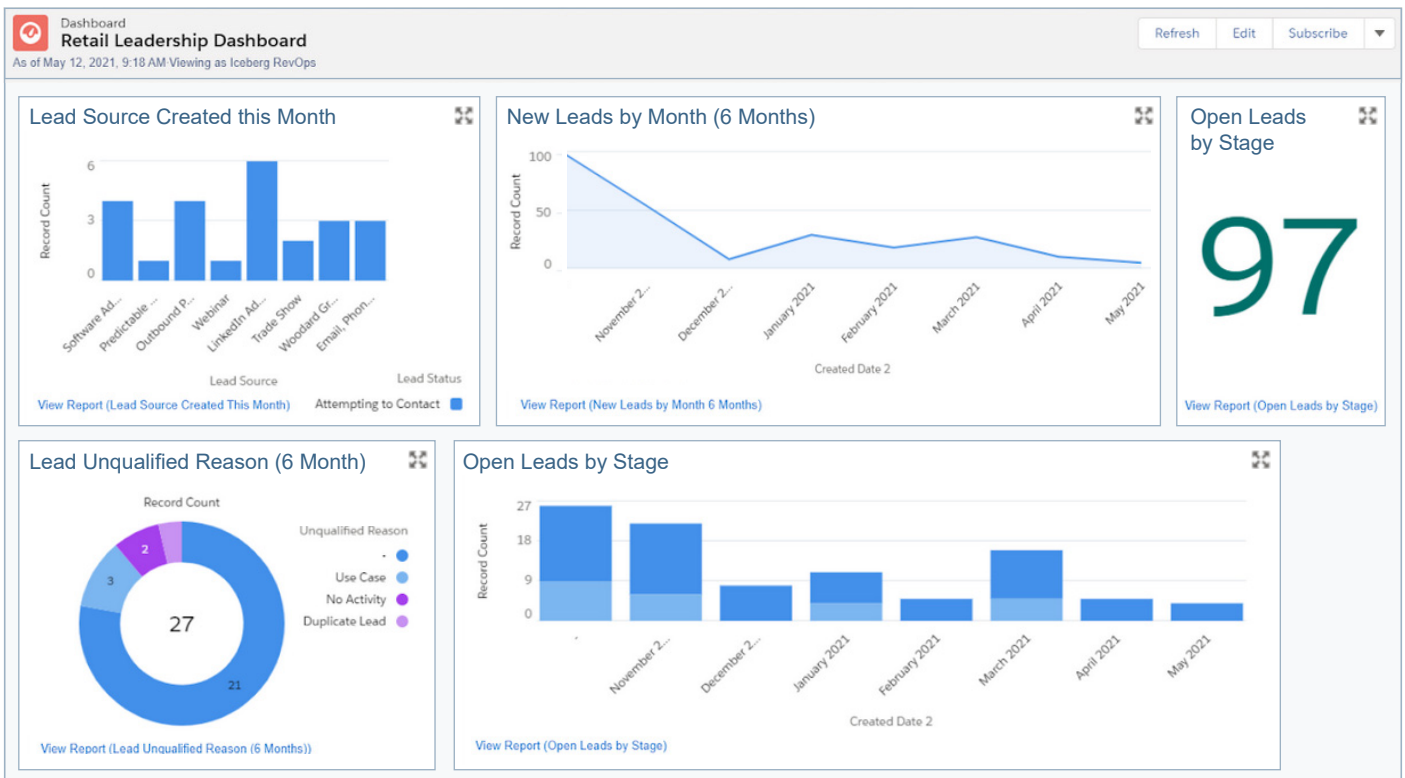 Dashboard
Retail Leadership Dashboard
As of May 12, 2021, 9:18 AM·Viewing as Iceberg RevOps
Refresh
Edit
Subscribe
Lead Source Created this Month
Record Count
6
3
0
Software Ad...
Predictable ...
Outbound P...
Webinar
LinkedIn Ad...
Trade Show
Woodard Gr...
Email, Phon...
Lead Source
Lead Status
Attempting to Contact
View Report (Lead Source Created This Month)
New Leads by Month (6 Months)
Record Count
100
50
0
November 2...
December 2...
January 2021
February 2021
March 2021
April 2021
May 2021
Created Date 2
View Report (New Leads by Month 6 Months)
Open Leads
by Stage
97
View Report (Open Leads by Stage)
Lead Unqualified Reason (6 Month)
Record Count
2
3
27
21
Unqualified Reason
-
Use Case
No Activity
Duplicate Lead
View Report (Lead Unqualified Reason (6 Months))
Open Leads by Stage
Record Count
27
18
9
0
-
November 2...
December 2...
January 2021
February 2021
March 2021
April 2021
May 2021
Created Date 2
View Report (Open Leads by Stage)